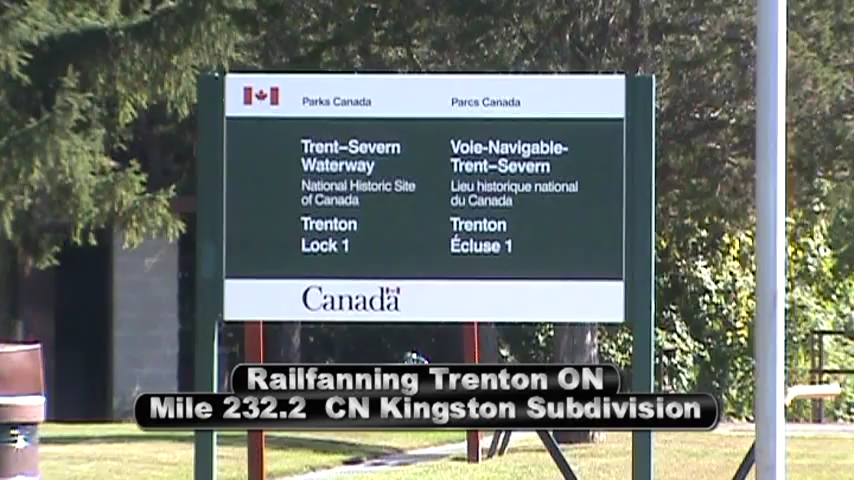 Parks Canada
Parcs Canada
Trent–Severn
Waterway
National Historic Site
of Canada
Trenton
Lock 1
Voie-Navigable-
Trent–Severn
Lieu historique national
du Canada
Trenton
Écluse 1
Canada
Railfanning Trenton ON
Mile 232.2 CN Kingston Subdivision